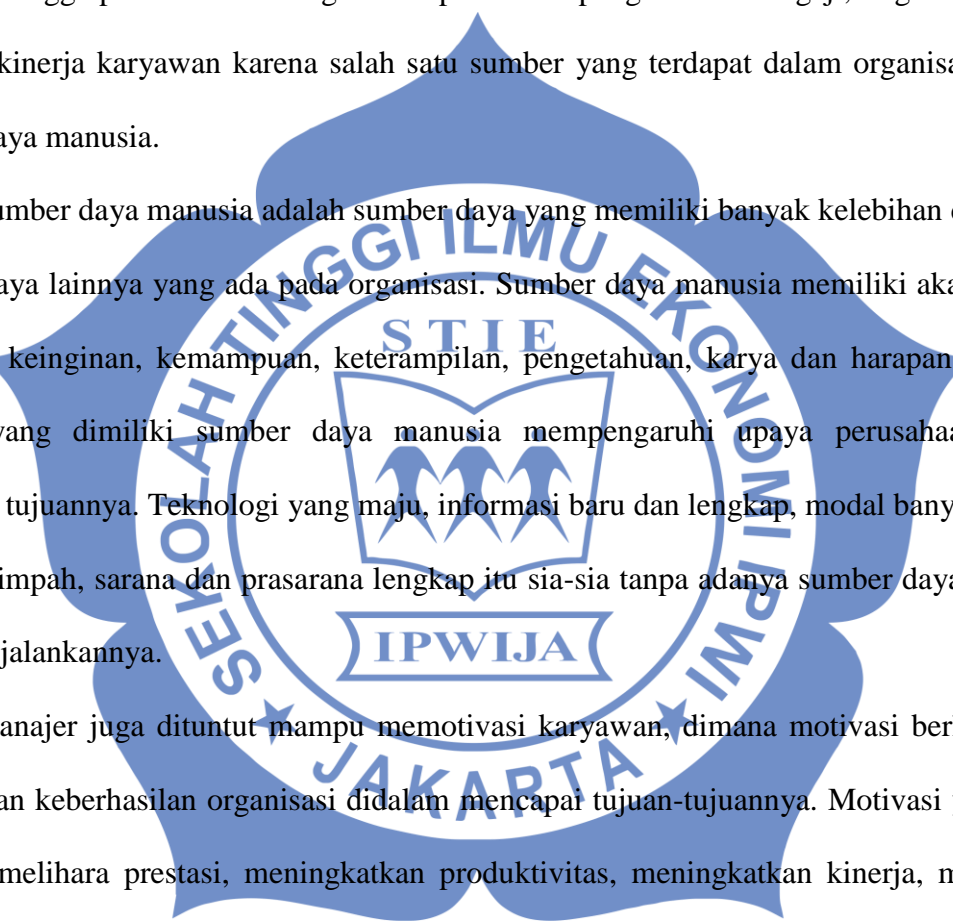 kinerja karyawan karena salah satu sumber yang terdapat dalam organisa
aya manusia.
umber daya manusia adalah sumber daya yang memiliki banyak kelebihan
aya lainnya yang ada pada organisasi. Sumber daya manusia memiliki aka
keinginan, kemampuan, keterampilan, pengetahuan, karya dan harapan
yang dimiliki sumber daya manusia mempengaruhi upaya perusahaa
tujuannya. Teknologi yang maju, informasi baru dan lengkap, modal bany
impah, sarana dan prasarana lengkap itu sia-sia tanpa adanya sumber daya
jalankannya.
anajer juga dituntut mampu memotivasi karyawan, dimana motivasi ber
an keberhasilan organisasi didalam mencapai tujuan-tujuannya. Motivasi
melihara prestasi, meningkatkan produktivitas, meningkatkan kinerja, m
SEKOLAH TINGGI ILMU EKONOMI IPWI
JAKARTA
STIE
IPWIJA